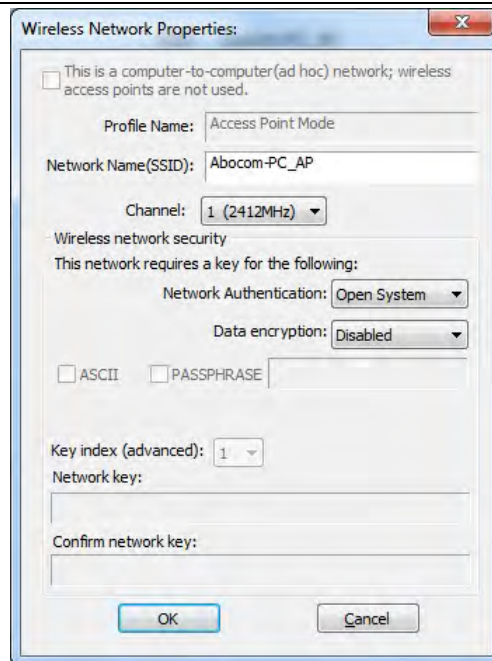 Wireless Network Properties:
This is a computer-to-computer(ad hoc) network; wireless
access points are not used.
Profile Name: Access Point Mode
Network Name(SSID): Abocom-PC_AP
Channel: 1 (2412MHz)
Wireless network security
This network requires a key for the following:
Network Authentication: Open System
Data encryption: Disabled
ASCII PASSPHRASE
Key index (advanced): 1
Network key:
Confirm network key:
OK Cancel